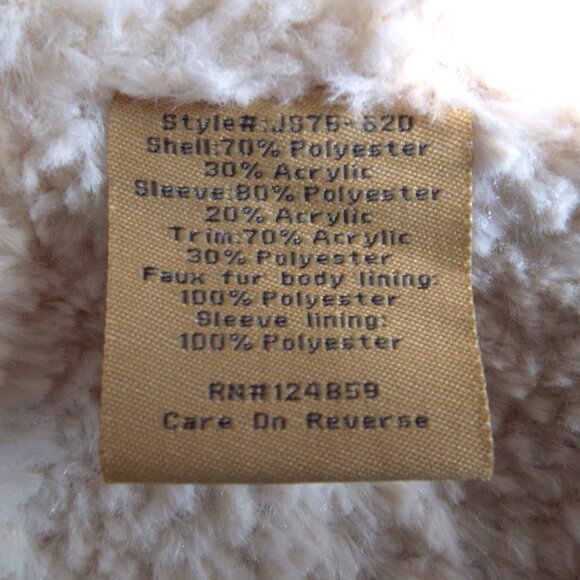 Style#:JS76-620
Shell:70% Polyester
30% Acrylic
Sleeve:80% Polyester
20% Acrylic
Trim:70% Acrylic
30% Polyester
Faux fur body lining:
100% Polyester
Sleeve lining:
100% Polyester
RN#124859
Care On Reverse